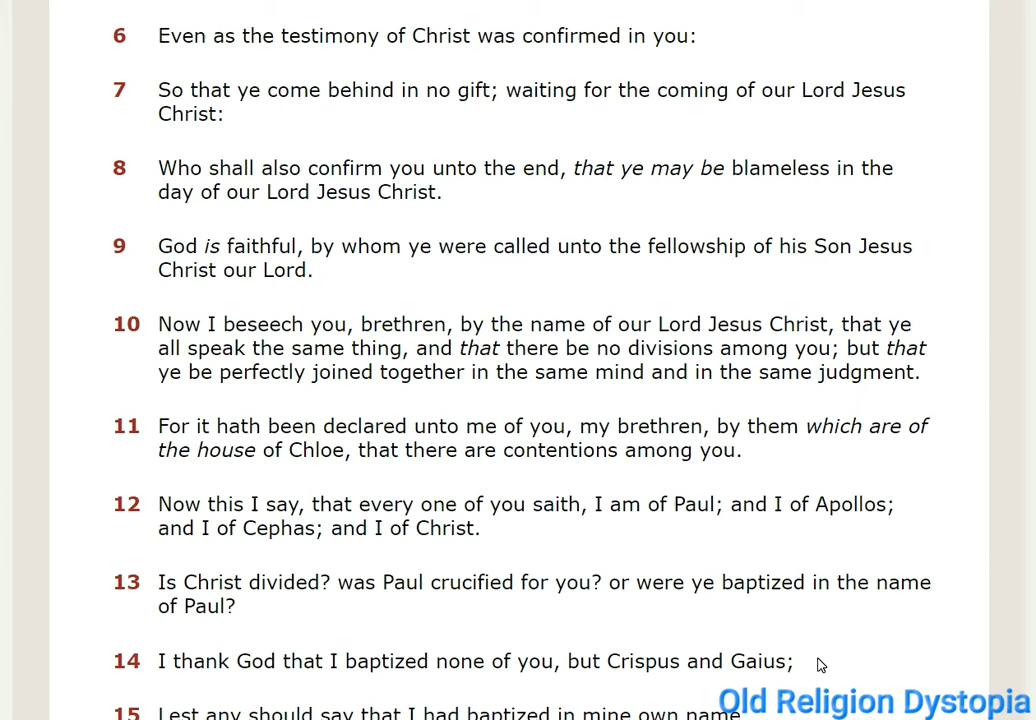 6 Even as the testimony of Christ was confirmed in you:
7 So that ye come behind in no gift; waiting for the coming of our Lord Jesus
Christ:
8 Who shall also confirm you unto the end, that ye may be blameless in the
day of our Lord Jesus Christ.
9 God is faithful, by whom ye were called unto the fellowship of his Son Jesus
Christ our Lord.
10 Now I beseech you, brethren, by the name of our Lord Jesus Christ, that ye
all speak the same thing, and that there be no divisions among you; but that
ye be perfectly joined together in the same mind and in the same judgment.
11 For it hath been declared unto me of you, my brethren, by them which are of
the house of Chloe, that there are contentions among you.
12 Now this I say, that every one of you saith, I am of Paul; and I of Apollos;
and I of Cephas; and I of Christ.
13 Is Christ divided? was Paul crucified for you? or were ye baptized in the name
of Paul?
14 I thank God that I baptized none of you, but Crispus and Gaius;
15 Lest any should say that I had baptized in mine own name
Old Religion Dystopia